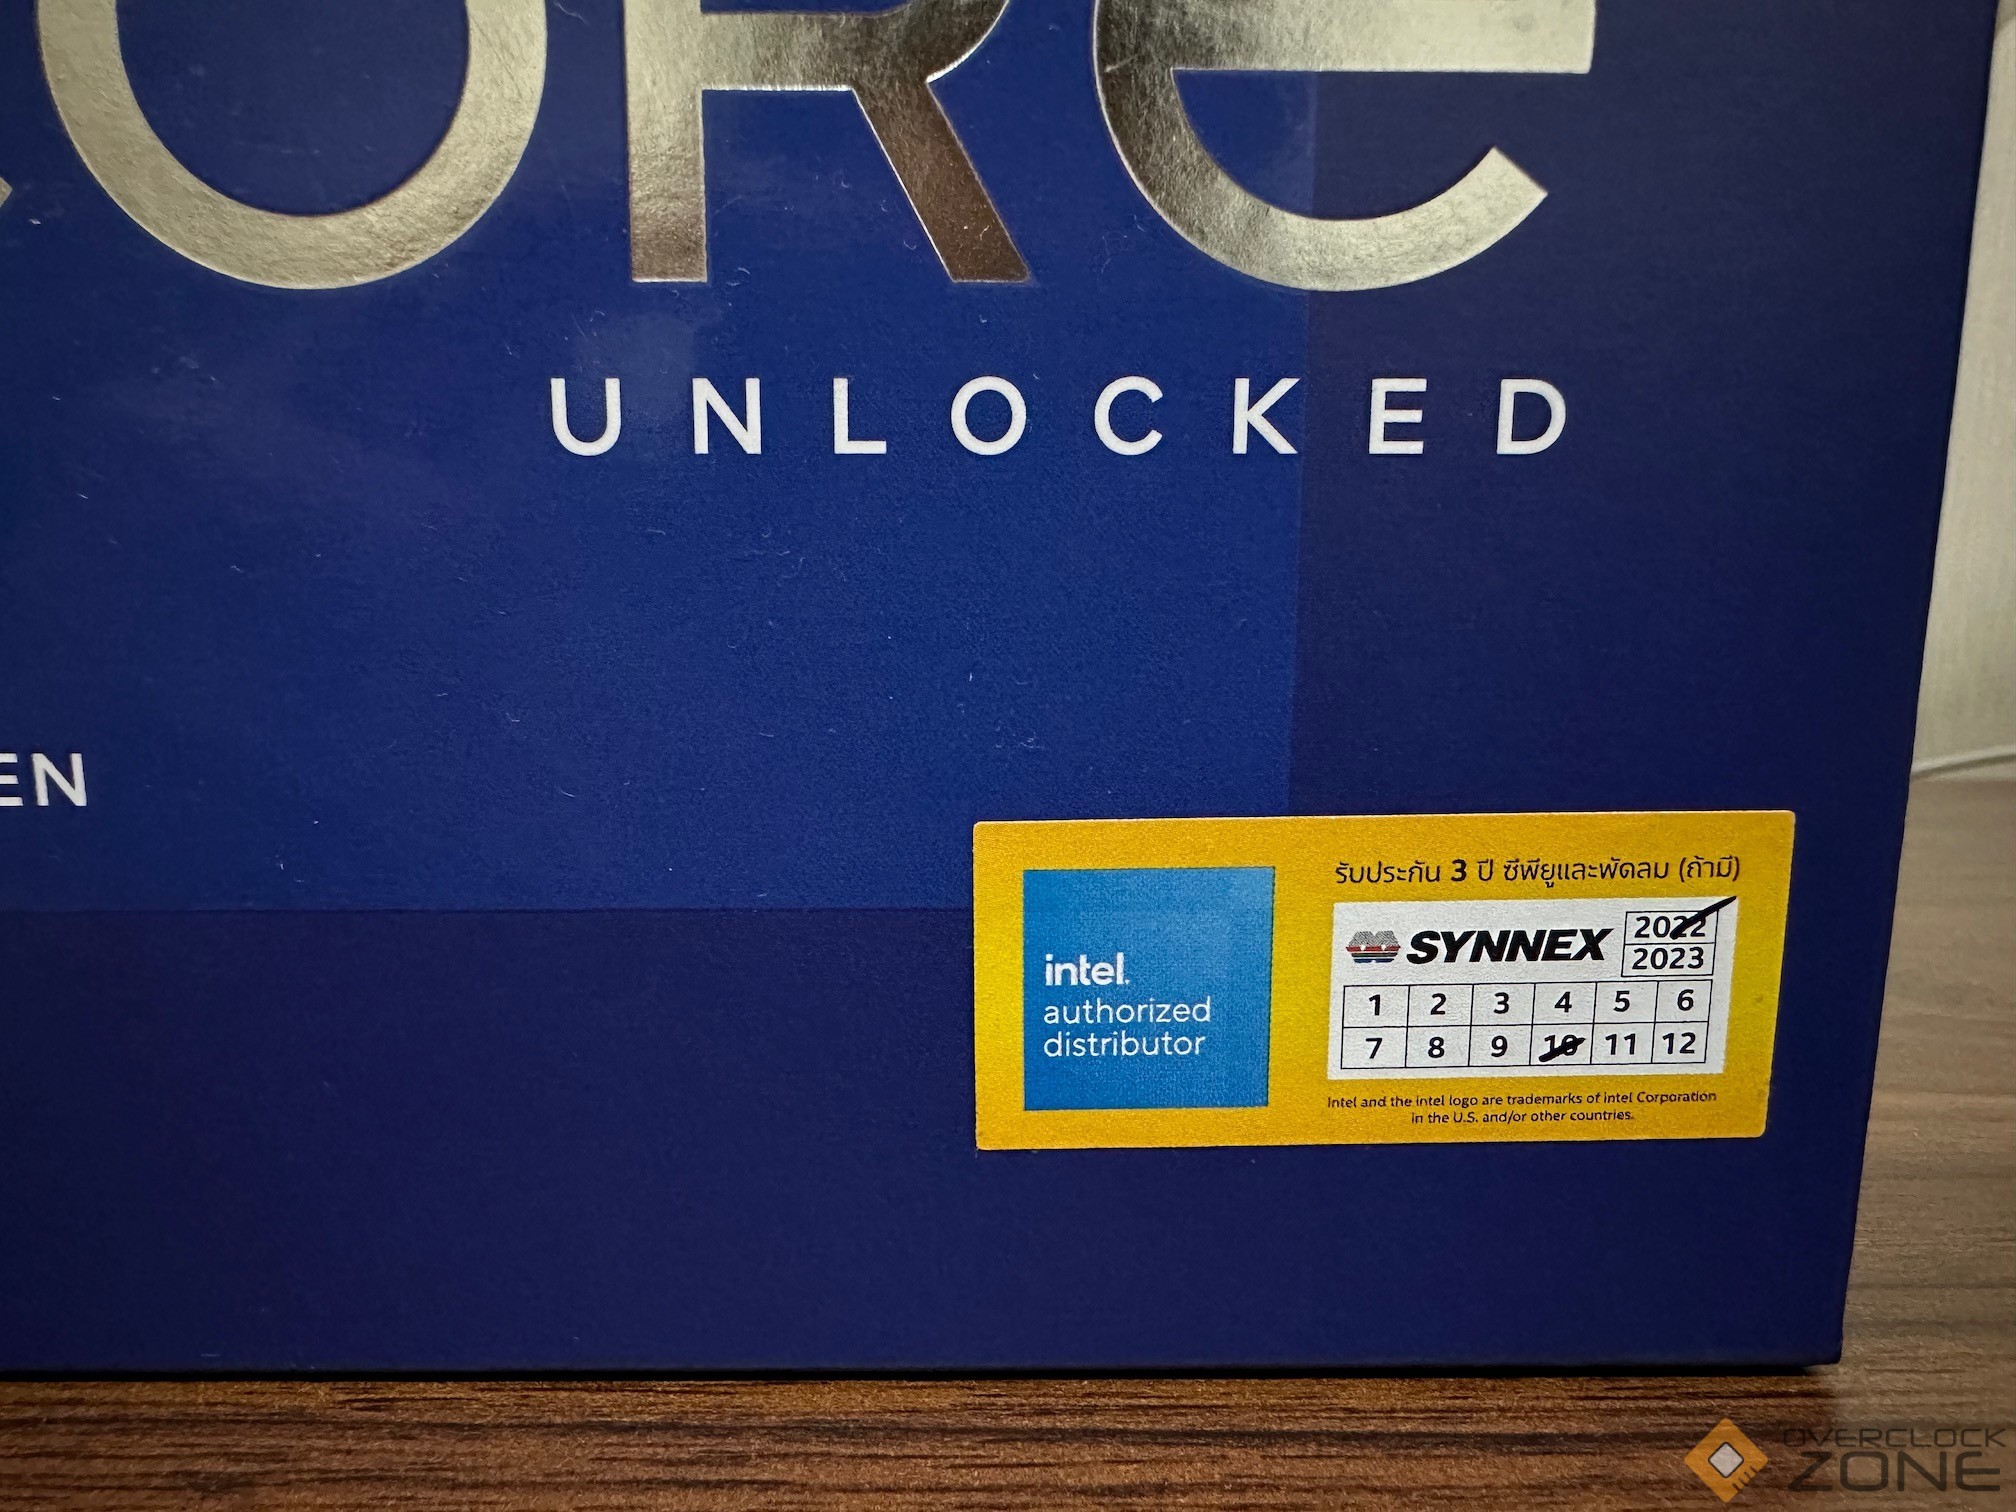 ORE
UNLOCKED
EN
intel.
authorized
distributor
รับประกัน 3 ปี ซีพียูและพัดลม (ถ้ามี)
SYNNEX
2022
2023
1 2 3 4 5 6
7 8 9 10 11 12
Intel and the intel logo are trademarks of Intel Corporation
in the U.S. and/or other countries.
OVERCLOCK
ZONE